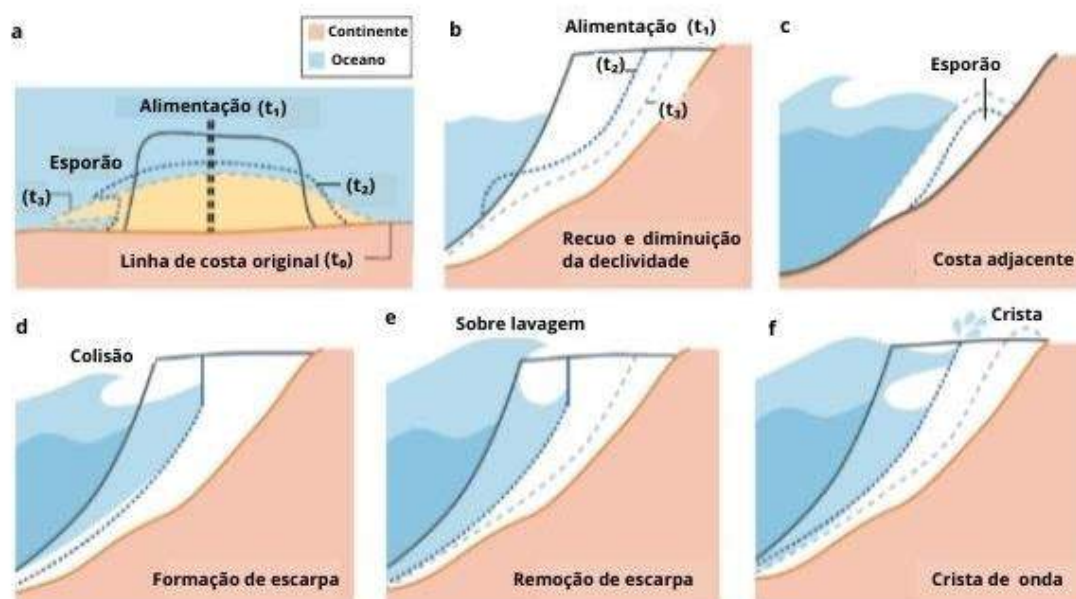 a
Continente
Oceano
Alimentação (t₁)
Esporão
(t₃)
(t₂)
Linha de costa original (t₀)
b
Alimentação (t₁)
(t₂)
(t₃)
Recuo e diminuição
da declividade
c
Esporão
Costa adjacente
d
Colisão
Formação de escarpa
e
Sobre lavagem
Remoção de escarpa
f
Crista
Crista de onda